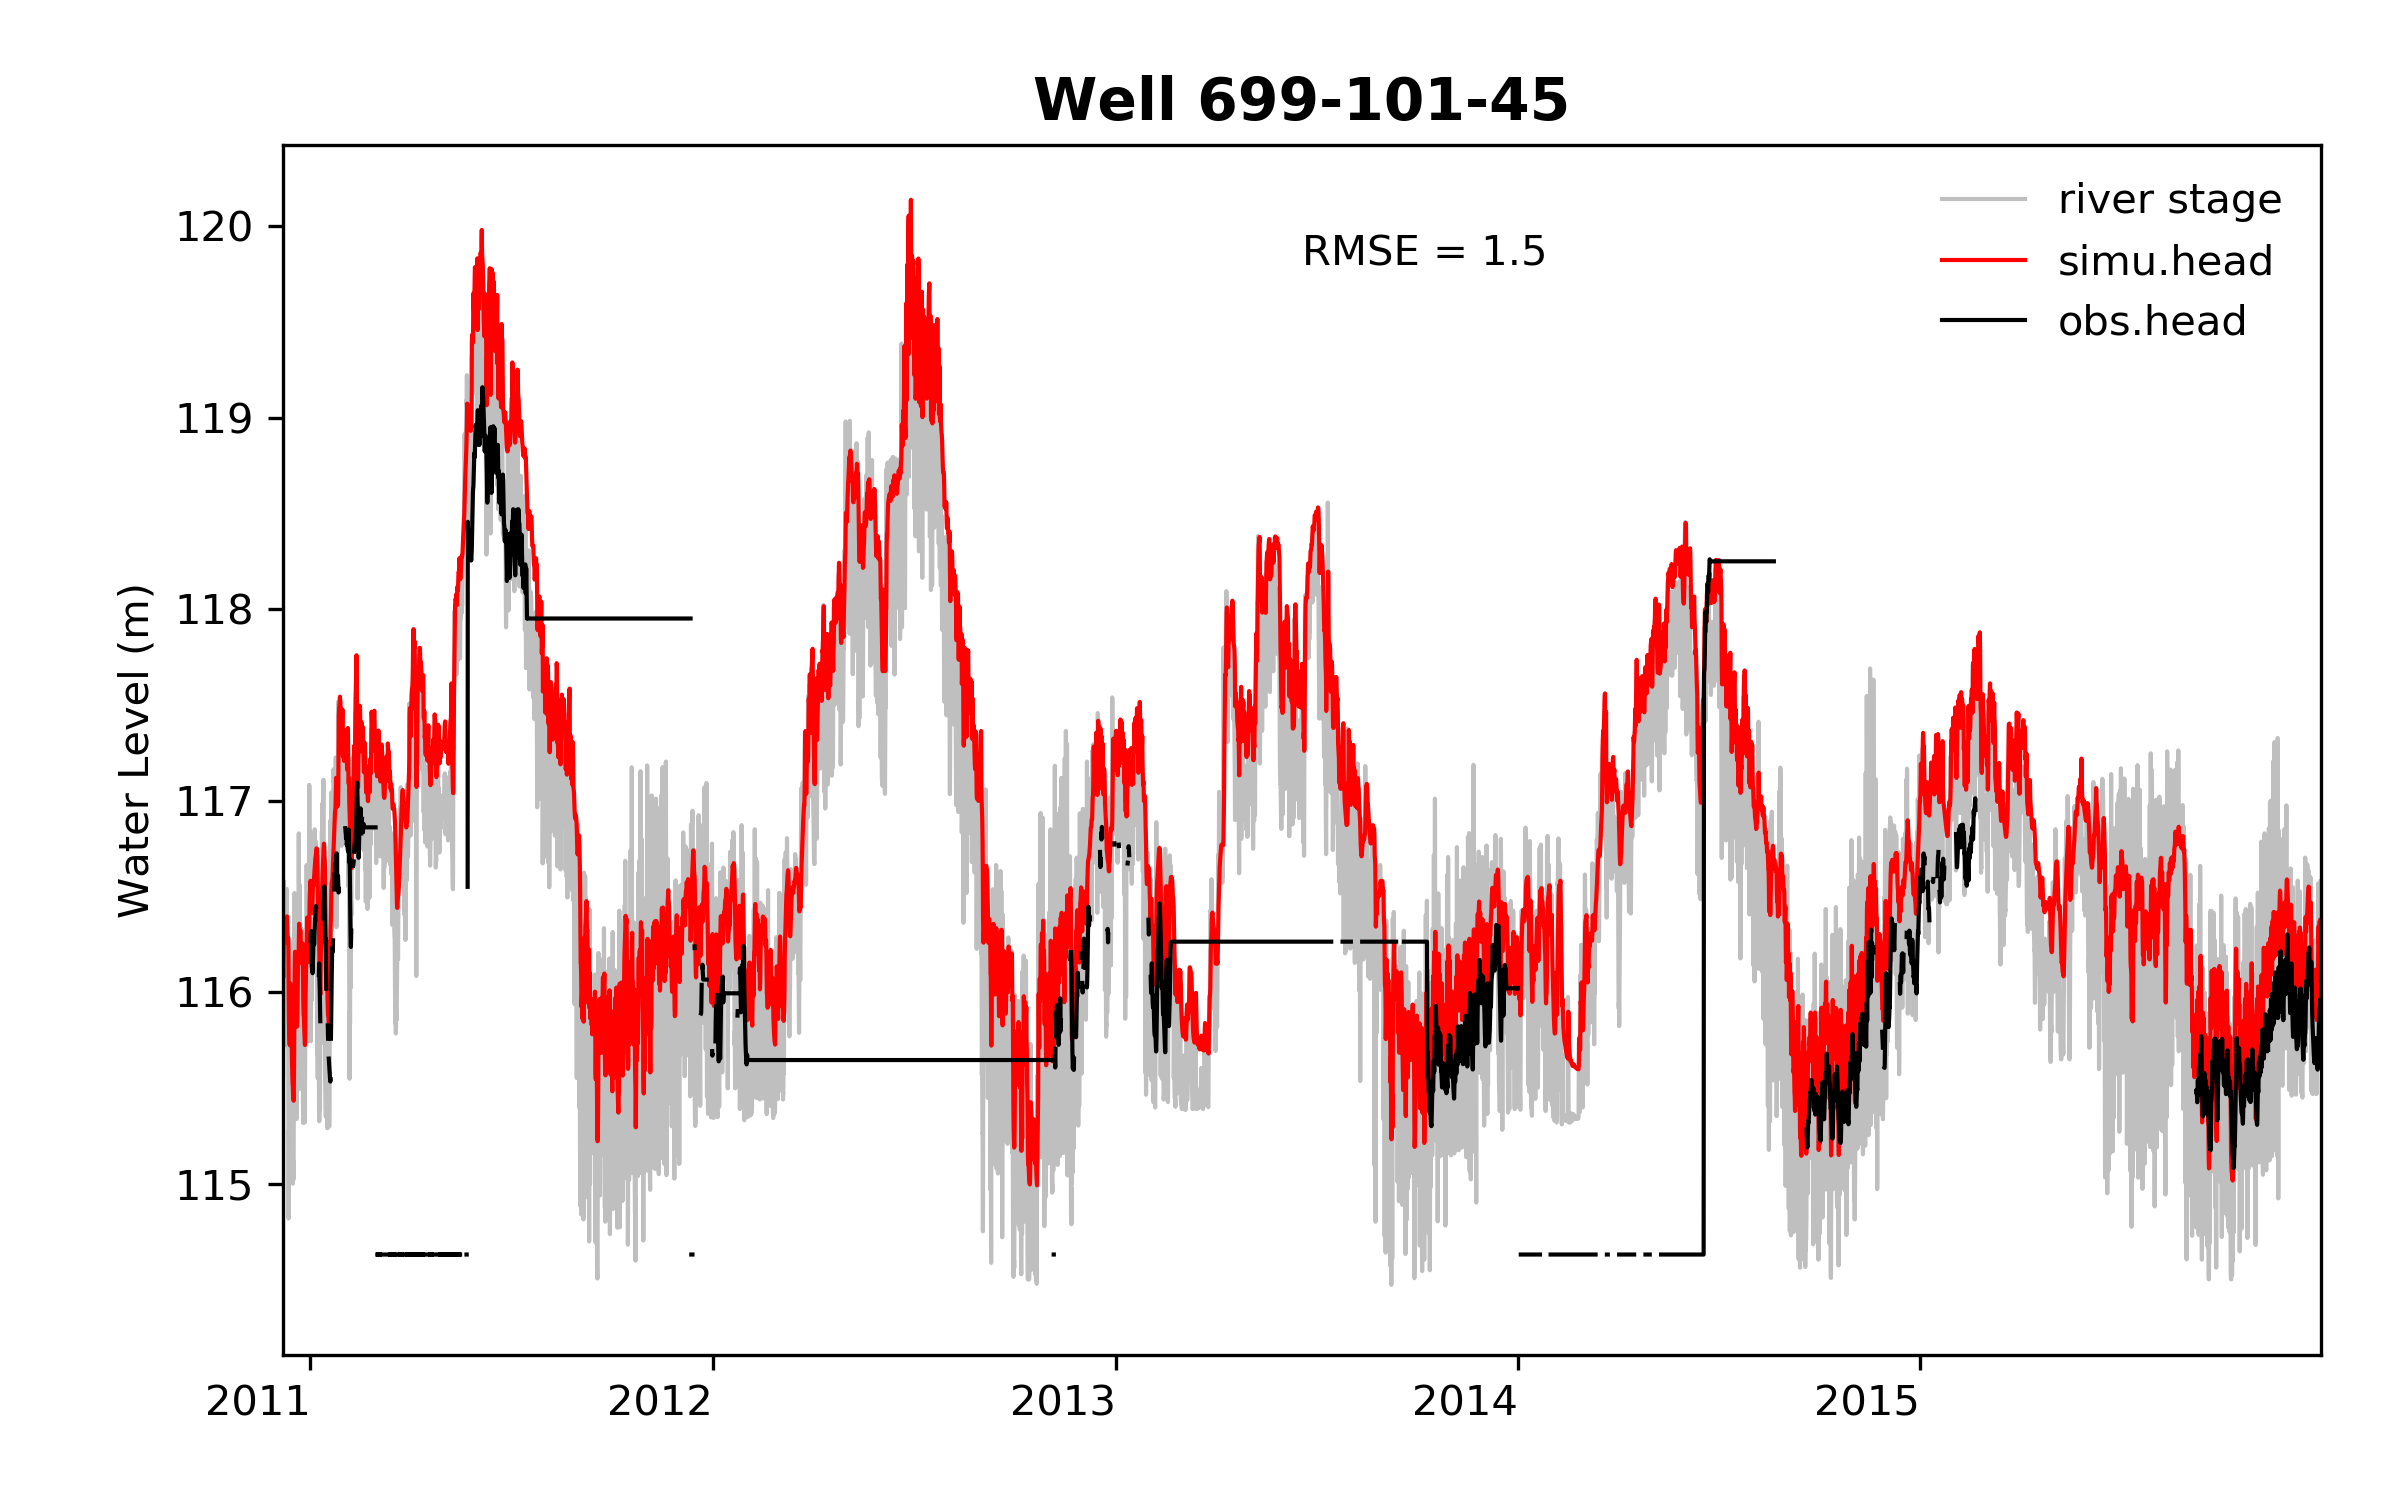 Well 699-101-45
RMSE = 1.5
river stage
simu.head
obs.head
Water Level (m)
120
119
118
117
116
115
2011
2012
2013
2014
2015